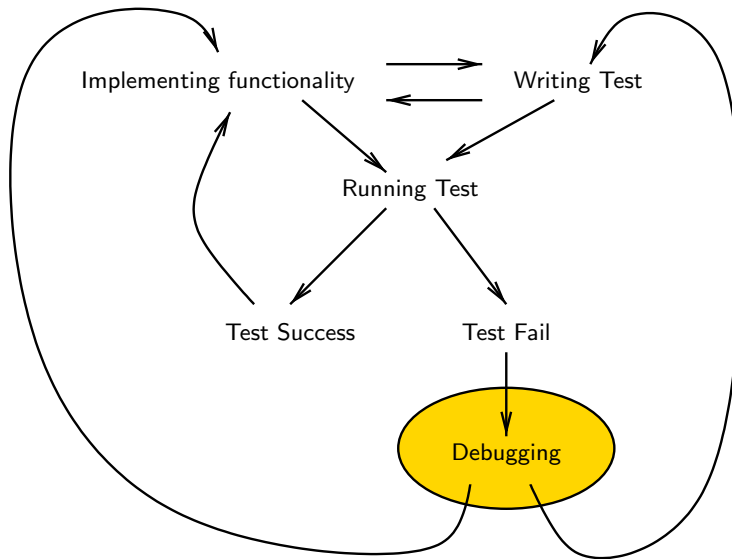 Implementing functionality
Writing Test
Running Test
Test Success
Test Fail
Debugging